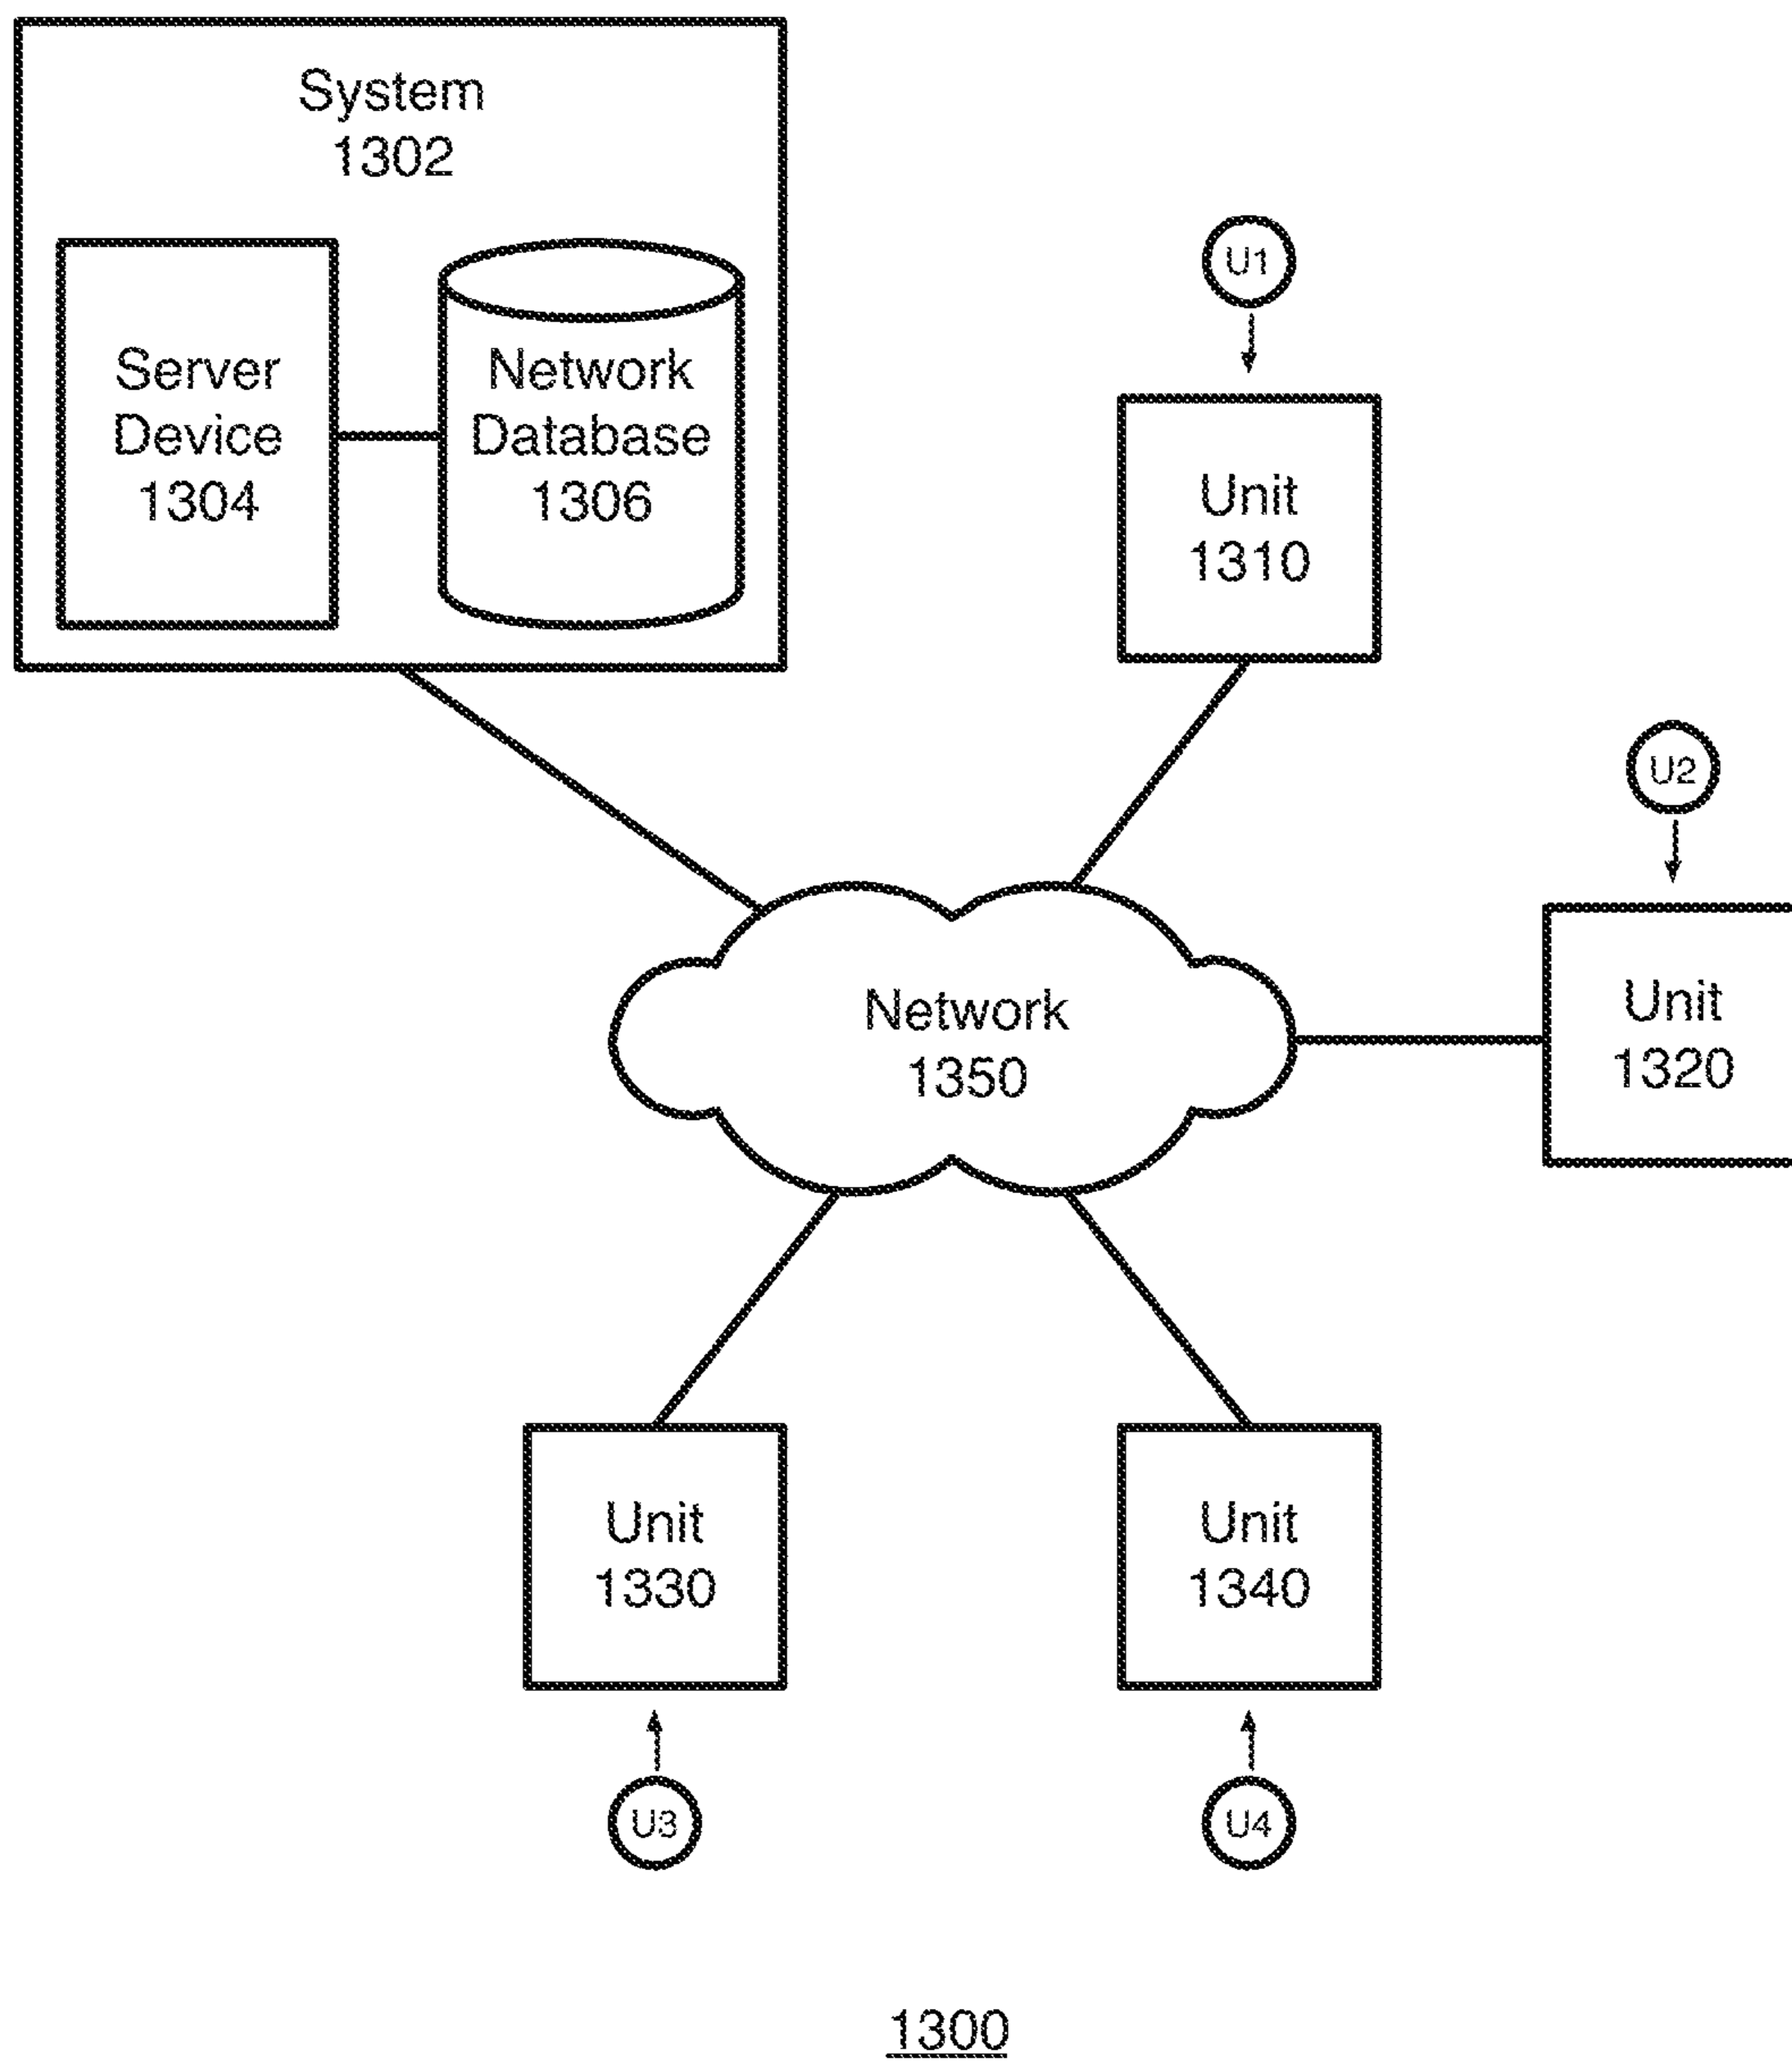 System
1302
Server
Device
1304
Network
Database
1306
U1
Unit
1310
U2
Unit
1320
Network
1350
Unit
1330
Unit
1340
U3
U4
1300